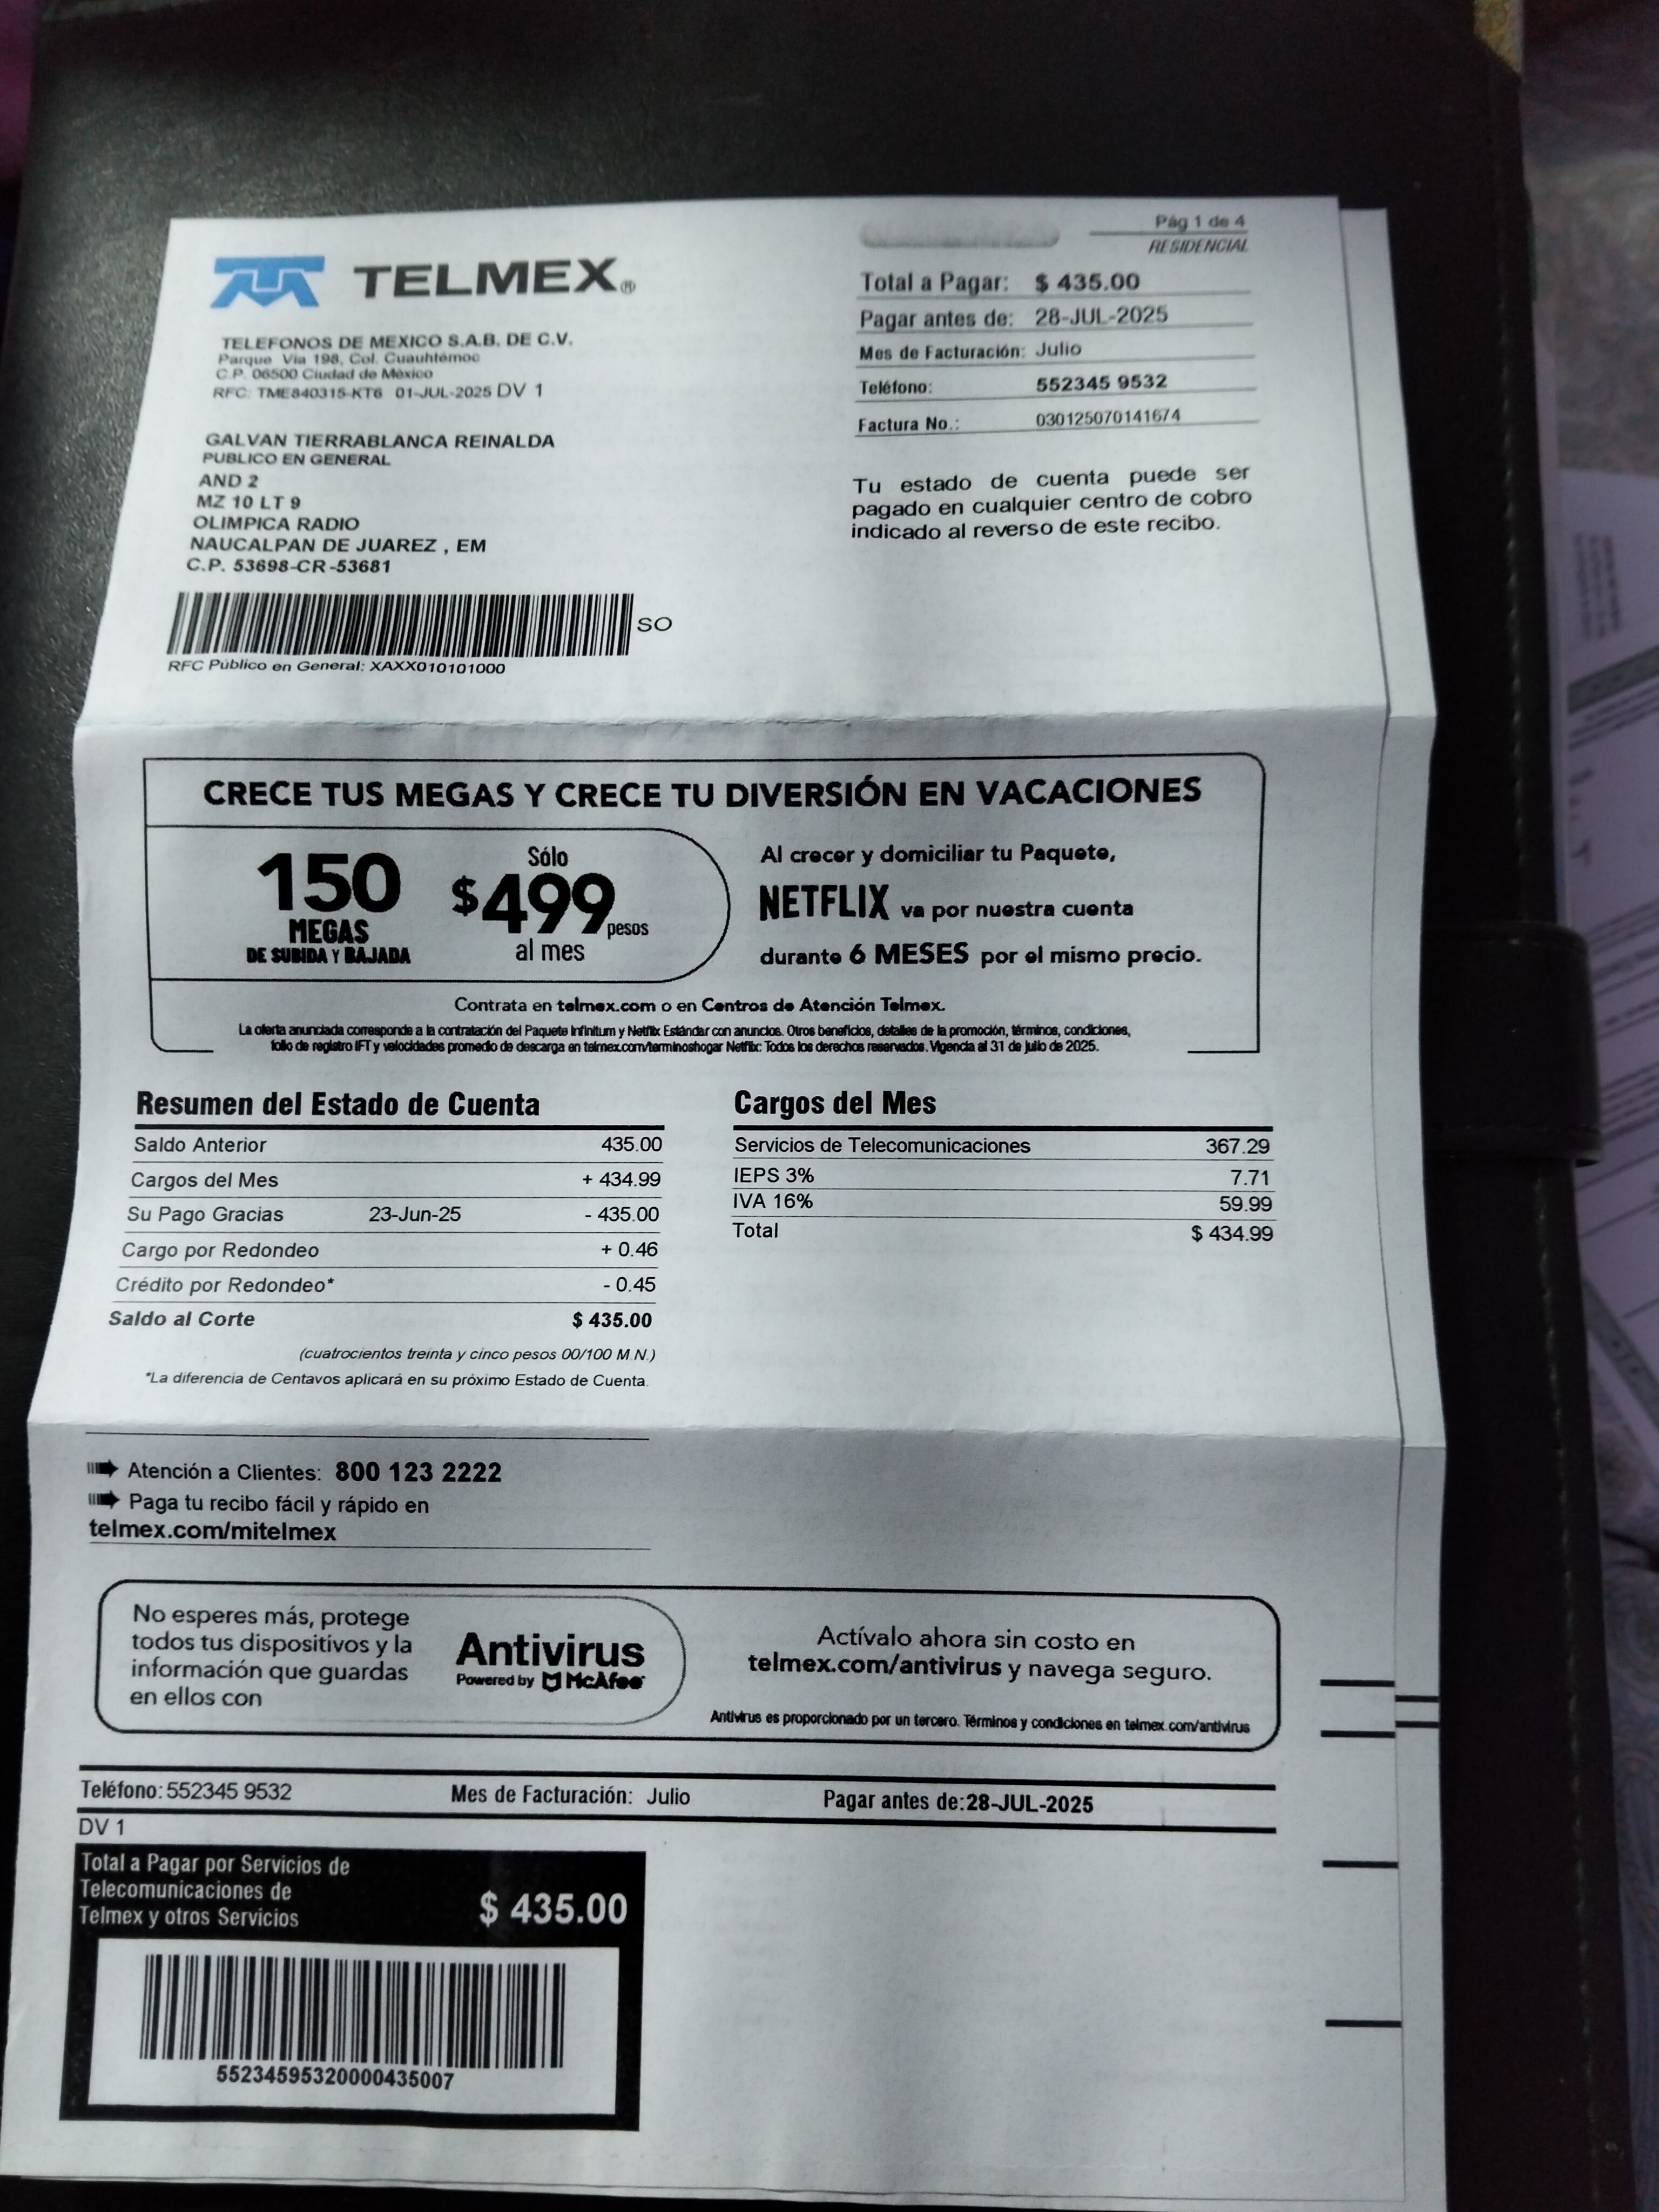 TELMEX®
TELEFONOS DE MEXICO S.A.B. DE C.V.
Parque Via 198, Col. Cuauhtémoc
C.P. 06500 Ciudad de México
RFC: TME840315-KT6 01-JUL-2025 DV 1
GALVAN TIERRABLANCA REINALDA
PUBLICO EN GENERAL
AND 2
MZ 10 LT 9
OLIMPICA RADIO
NAUCALPAN DE JUAREZ , EM
C.P. 53698-CR -53681
SO
RFC Público en General: XAXX010101000
Pág 1 de 4
RESIDENCIAL
Total a Pagar: $ 435.00
Pagar antes de: 28-JUL-2025
Mes de Facturación: Julio
Teléfono: 552345 9532
Factura No.: 030125070141674
Tu estado de cuenta puede ser
pagado en cualquier centro de cobro
indicado al reverso de este recibo.
CRECE TUS MEGAS Y CRECE TU DIVERSIÓN EN VACACIONES
150
MEGAS
DE SUBIDA Y BAJADA
Sólo
$499
pesos
al mes
Al crecer y domiciliar tu Paquete,
NETFLIX va por nuestra cuenta
durante 6 MESES por el mismo precio.
Contrata en telmex.com o en Centros de Atención Telmex.
La oferta anunciada corresponde a la contratación del Paquete Infinitum y Netflix Estándar con anuncios. Otros beneficios, detalles de la promoción, términos, condiciones,
folio de registro IFT y velocidades promedio de descarga en telmex.com/terminoshogar Netflix: Todos los derechos reservados. Vigencia al 31 de julio de 2025.
Resumen del Estado de Cuenta
Saldo Anterior 435.00
Cargos del Mes + 434.99
Su Pago Gracias 23-Jun-25 - 435.00
Cargo por Redondeo + 0.46
Crédito por Redondeo* - 0.45
Saldo al Corte $ 435.00
(cuatrocientos treinta y cinco pesos 00/100 M.N.)
*La diferencia de Centavos aplicará en su próximo Estado de Cuenta.
Cargos del Mes
Servicios de Telecomunicaciones 367.29
IEPS 3% 7.71
IVA 16% 59.99
Total $ 434.99
Atención a Clientes: 800 123 2222
Paga tu recibo fácil y rápido en
telmex.com/mitelmex
No esperes más, protege
todos tus dispositivos y la
información que guardas
en ellos con
Antivirus
Powered by McAfee
Actívalo ahora sin costo en
telmex.com/antivirus y navega seguro.
Antivirus es proporcionado por un tercero. Términos y condiciones en telmex.com/antivirus
Teléfono: 552345 9532 Mes de Facturación: Julio Pagar antes de:28-JUL-2025
DV 1
Total a Pagar por Servicios de
Telecomunicaciones de
Telmex y otros Servicios
$ 435.00
55234595320000435007